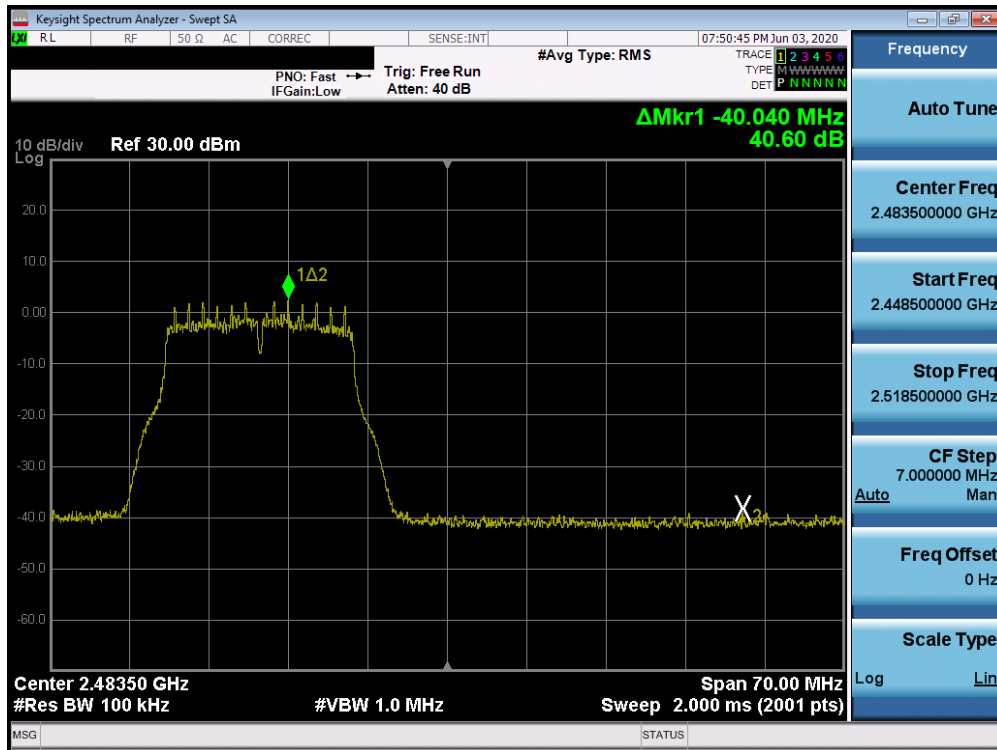 Keysight Spectrum Analyzer - Swept SA
LXI RL RF 50 Ω AC CORREC SENSE:INT 07:50:45 PM Jun 03, 2020
#Avg Type: RMS TRACE 1 2 3 4 5 6
PNO: Fast Trig: Free Run TYPE M WWWWW
IFGain:Low Atten: 40 dB DET P NNNNN
ΔMkr1 -40.040 MHz
40.60 dB
10 dB/div Ref 30.00 dBm
Log
20.0
10.0
1Δ2
0.00
-10.0
-20.0
-30.0
-40.0
X2
-50.0
-60.0
Center 2.48350 GHz Span 70.00 MHz
#Res BW 100 kHz #VBW 1.0 MHz Sweep 2.000 ms (2001 pts)
MSG STATUS
Frequency
Auto Tune
Center Freq
2.483500000 GHz
Start Freq
2.448500000 GHz
Stop Freq
2.518500000 GHz
CF Step
7.000000 MHz
Auto Man
Freq Offset
0 Hz
Scale Type
Log Lin